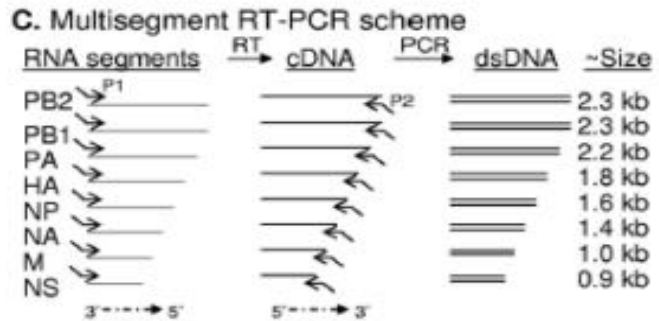 C. Multisegment RT-PCR scheme
RNA segments RT cDNA PCR dsDNA ~Size
PB2 P1 P2 2.3 kb
PB1 2.3 kb
PA 2.2 kb
HA 1.8 kb
NP 1.6 kb
NA 1.4 kb
M 1.0 kb
NS 0.9 kb
3´ 5´ 5´ 3´